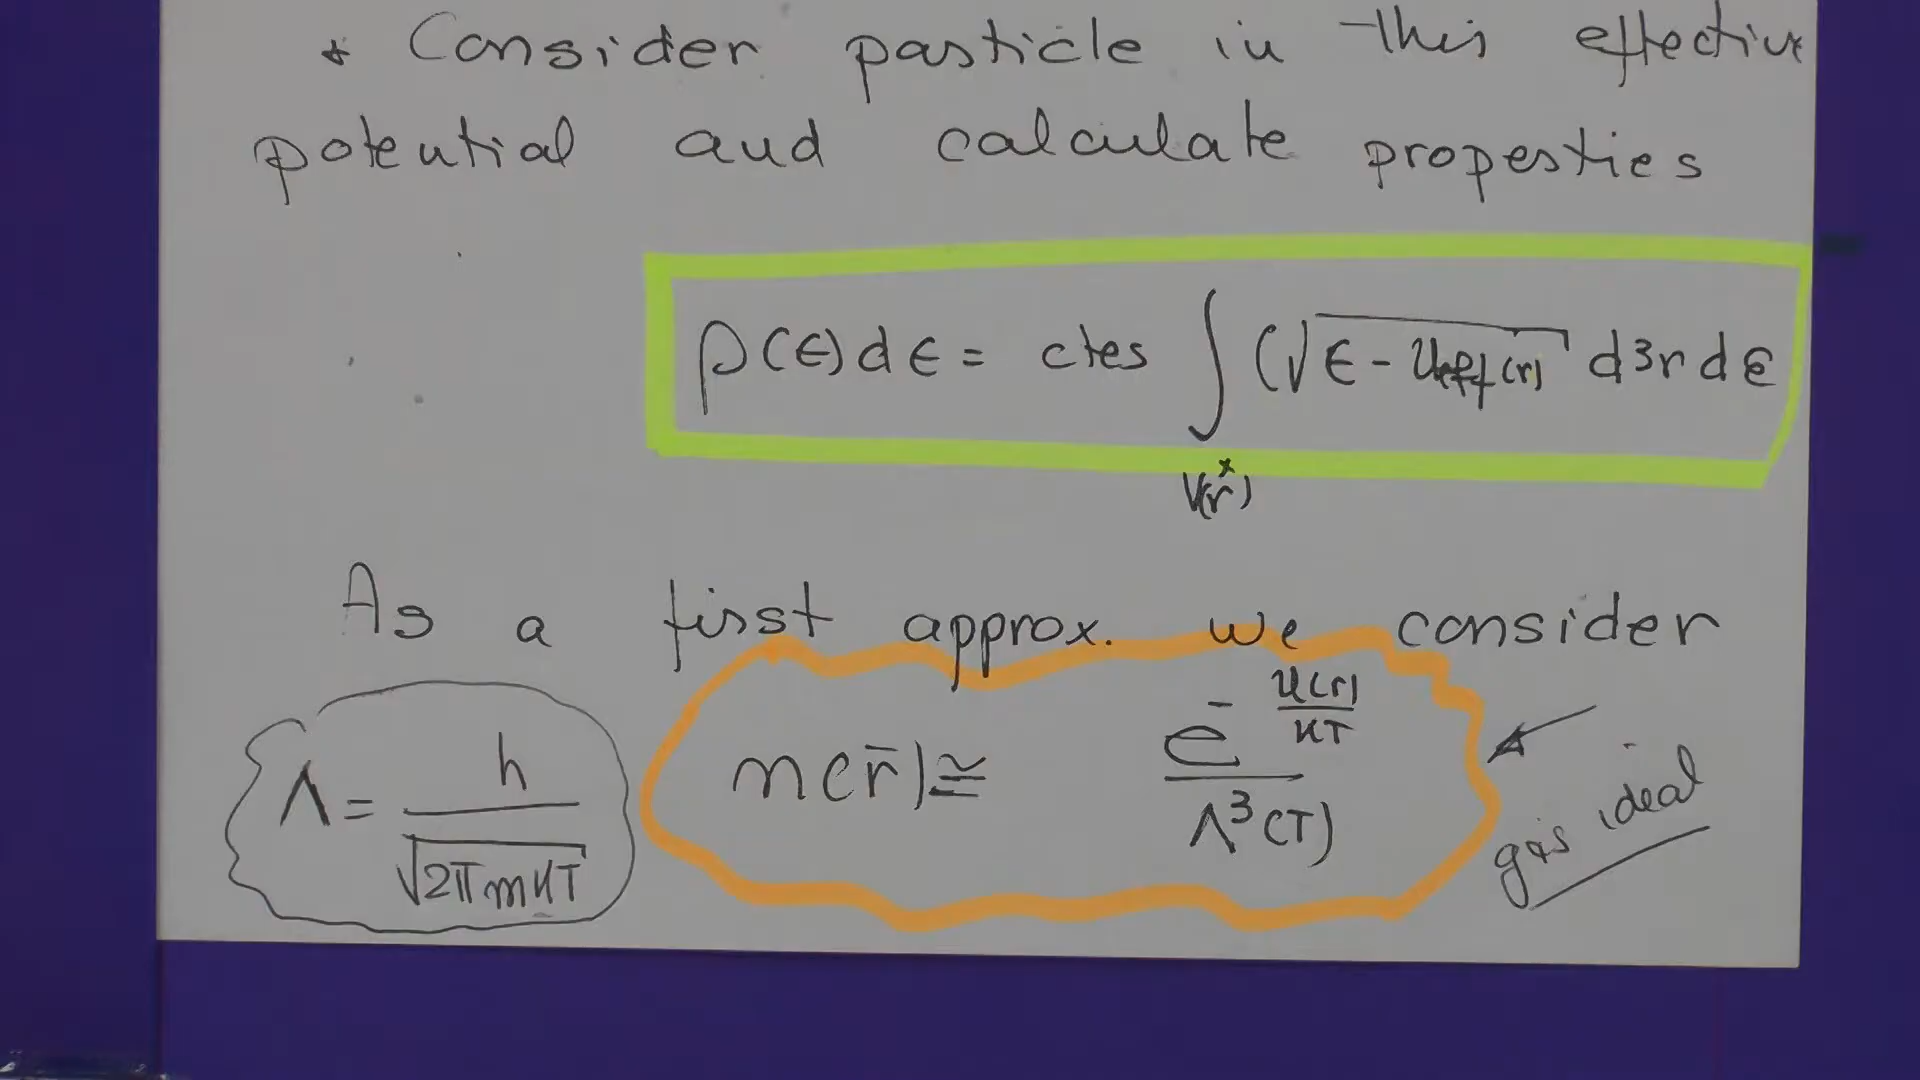 * Consider particle in this effective
potential and calculate properties
ρ(ϵ)dϵ = ctes ∫ (√ϵ - Ueff(r) d3r dϵ
V(r*)
As a first approx. we consider
Λ = h / √2πmkT
n(r̄) ≅ e^-U(r)/kT / Λ³(T)
gas ideal